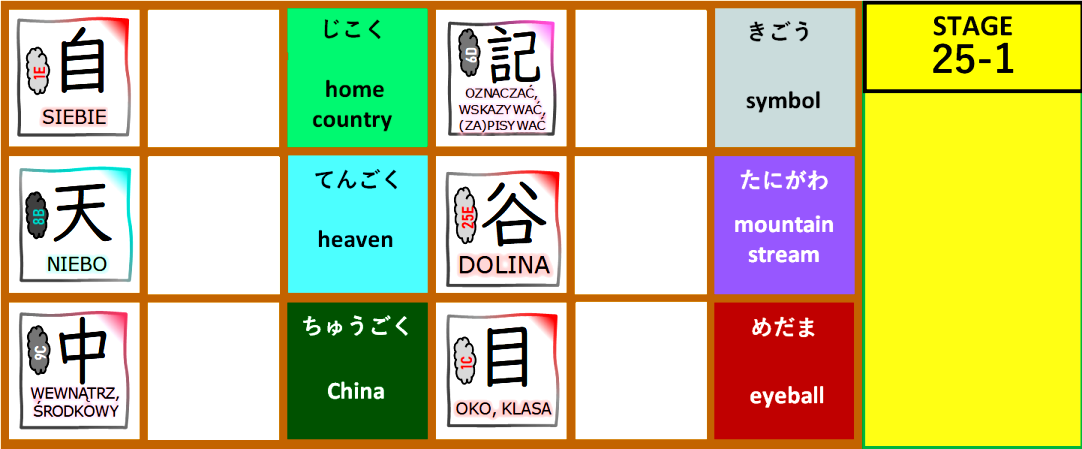 自
1E
SIEBIE
じこく
home
country
記
6D
OZNACZAĆ,
WSKAZYWAĆ,
(ZA)PISYWAĆ
きごう
symbol
STAGE
25-1
天
8B
NIEBO
てんごく
heaven
谷
25E
DOLINA
たにがわ
mountain
stream
中
9C
WEWNĄTRZ,
ŚRODKOWY
ちゅうごく
China
目
1C
OKO, KLASA
めだま
eyeball